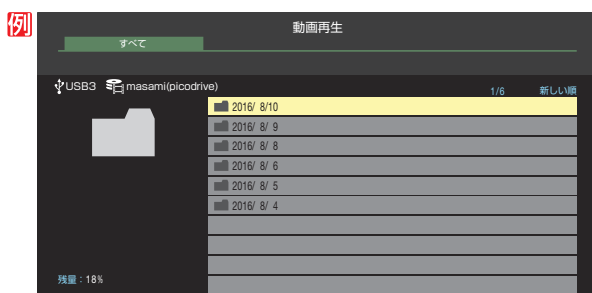 例
動画再生
すべて
USB3 masami(picodrive)
1/6 新しい順
2016/ 8/10
2016/ 8/ 9
2016/ 8/ 8
2016/ 8/ 6
2016/ 8/ 5
2016/ 8/ 4
残量：18%